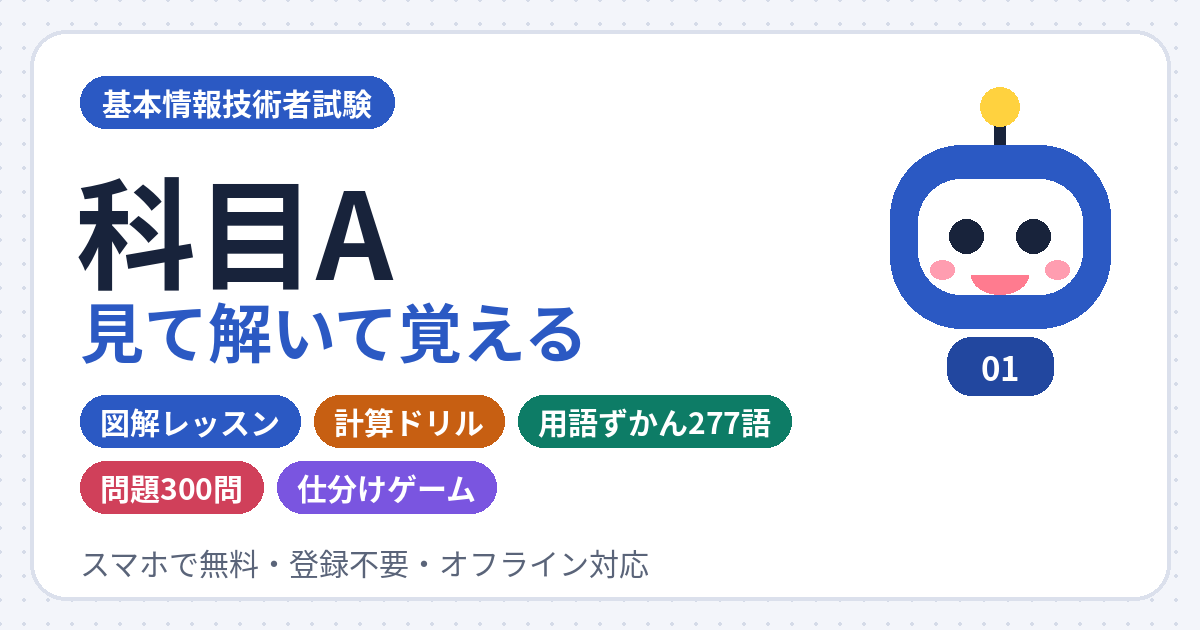 基本情報技術者試験
科目A
見て解いて覚える
図解レッスン 計算ドリル 用語ずかん277語
問題300問 仕分けゲーム
スマホで無料・登録不要・オフライン対応
01